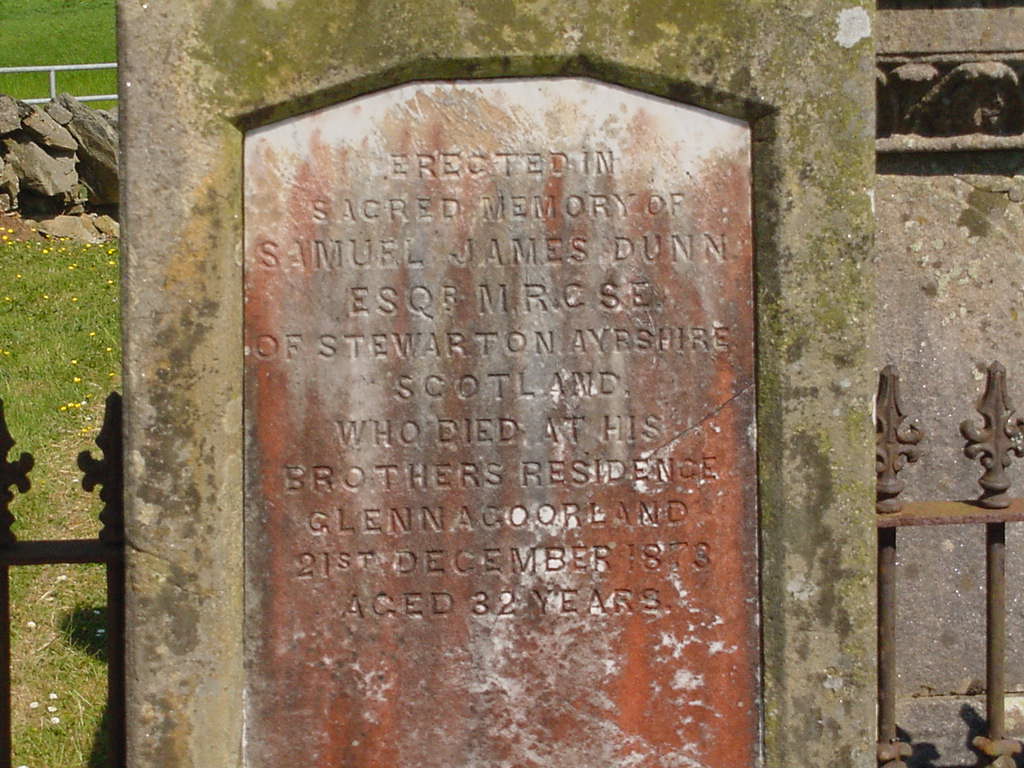 ERECTED IN
SACRED MEMORY OF
SAMUEL JAMES DUNN
ESQR M.R.C.S.E.
OF STEWARTON AYRSHIRE
SCOTLAND,
WHO DIED AT HIS
BROTHERS RESIDENCE
GLENNAGOORLAND
21ST DECEMBER 1873
AGED 32 YEARS.